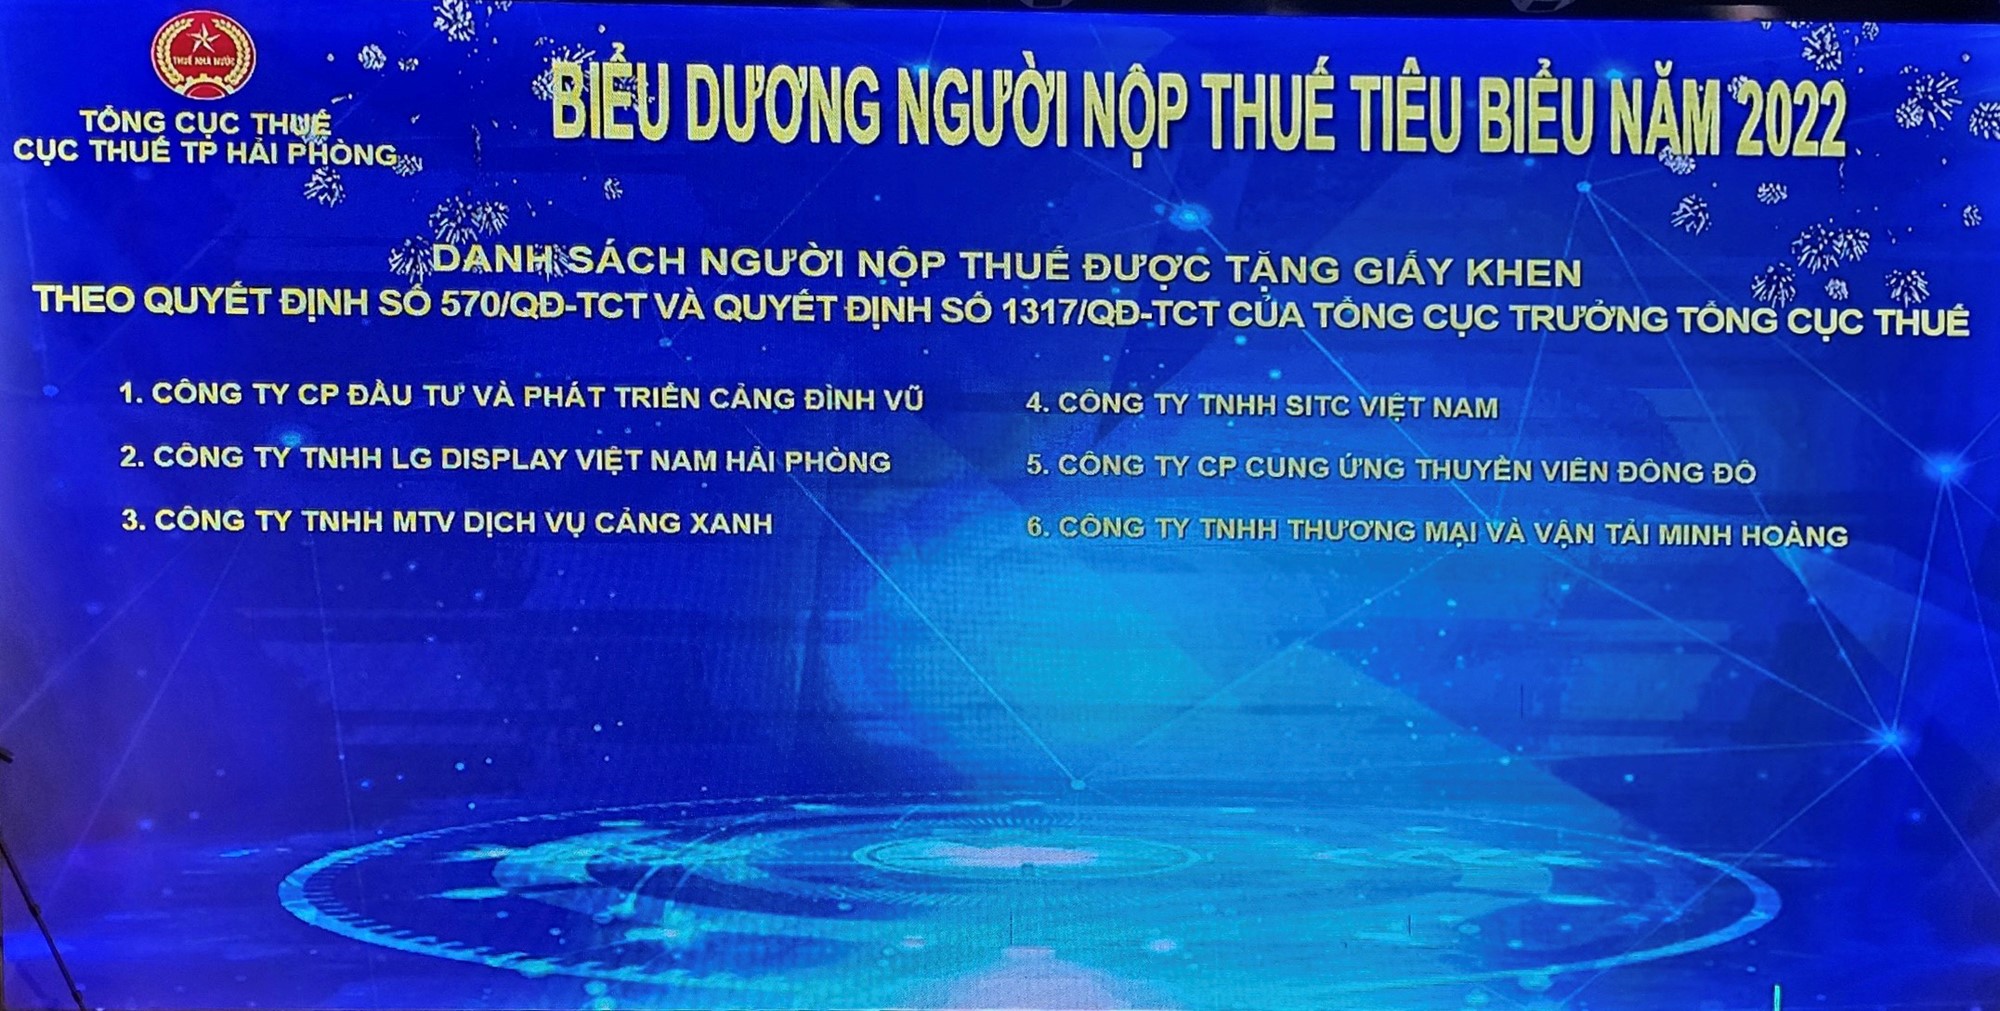 THUẾ NHÀ NƯỚC
TỔNG CỤC THUẾ
CỤC THUẾ TP HẢI PHÒNG
BIỂU DƯƠNG NGƯỜI NỘP THUẾ TIÊU BIỂU NĂM 2022
DANH SÁCH NGƯỜI NỘP THUẾ ĐƯỢC TẶNG GIẤY KHEN
THEO QUYẾT ĐỊNH SỐ 570/QĐ-TCT VÀ QUYẾT ĐỊNH SỐ 1317/QĐ-TCT CỦA TỔNG CỤC TRƯỞNG TỔNG CỤC THUẾ
1. CÔNG TY CP ĐẦU TƯ VÀ PHÁT TRIỂN CẢNG ĐÌNH VŨ
2. CÔNG TY TNHH LG DISPLAY VIỆT NAM HẢI PHÒNG
3. CÔNG TY TNHH MTV DỊCH VỤ CẢNG XANH
4. CÔNG TY TNHH SITC VIỆT NAM
5. CÔNG TY CP CUNG ỨNG THUYỀN VIÊN ĐÔNG ĐÔ
6. CÔNG TY TNHH THƯƠNG MẠI VÀ VẬN TẢI MINH HOÀNG